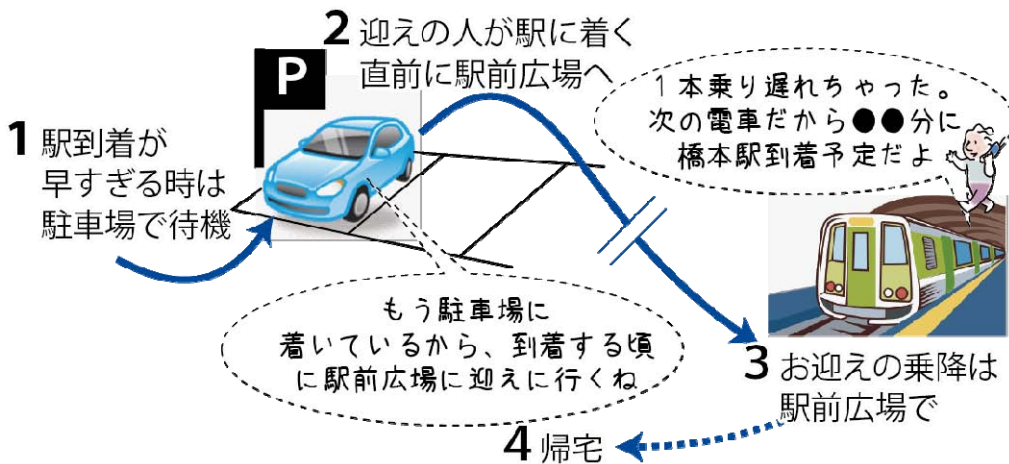 1 駅到着が
早すぎる時は
駐車場で待機
P
2 迎えの人が駅に着く
直前に駅前広場へ
1本乗り遅れちゃった。
次の電車だから●●分に
橋本駅到着予定だよ
もう駐車場に
着いているから、到着する頃
に駅前広場に迎えに行くね
3 お迎えの乗降は
駅前広場で
4 帰宅